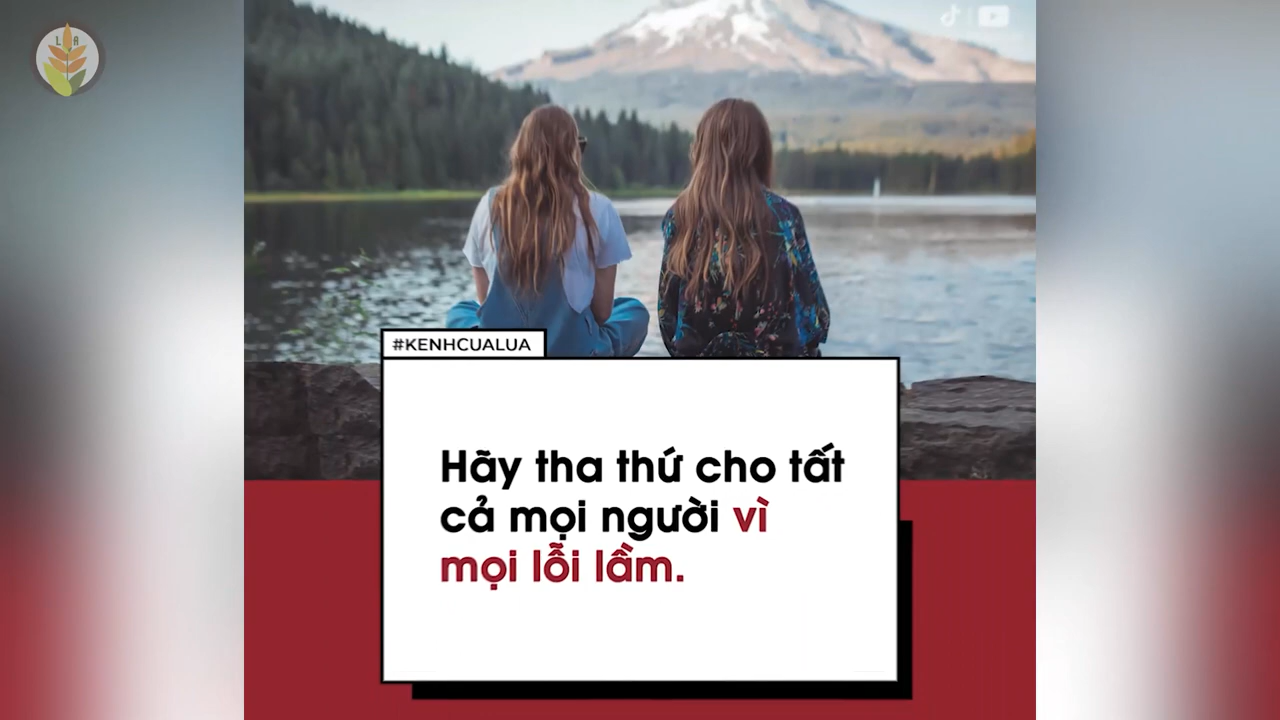 L A
#KENHCUALUA
Hãy tha thứ cho tất
cả mọi người vì
mọi lỗi lầm.